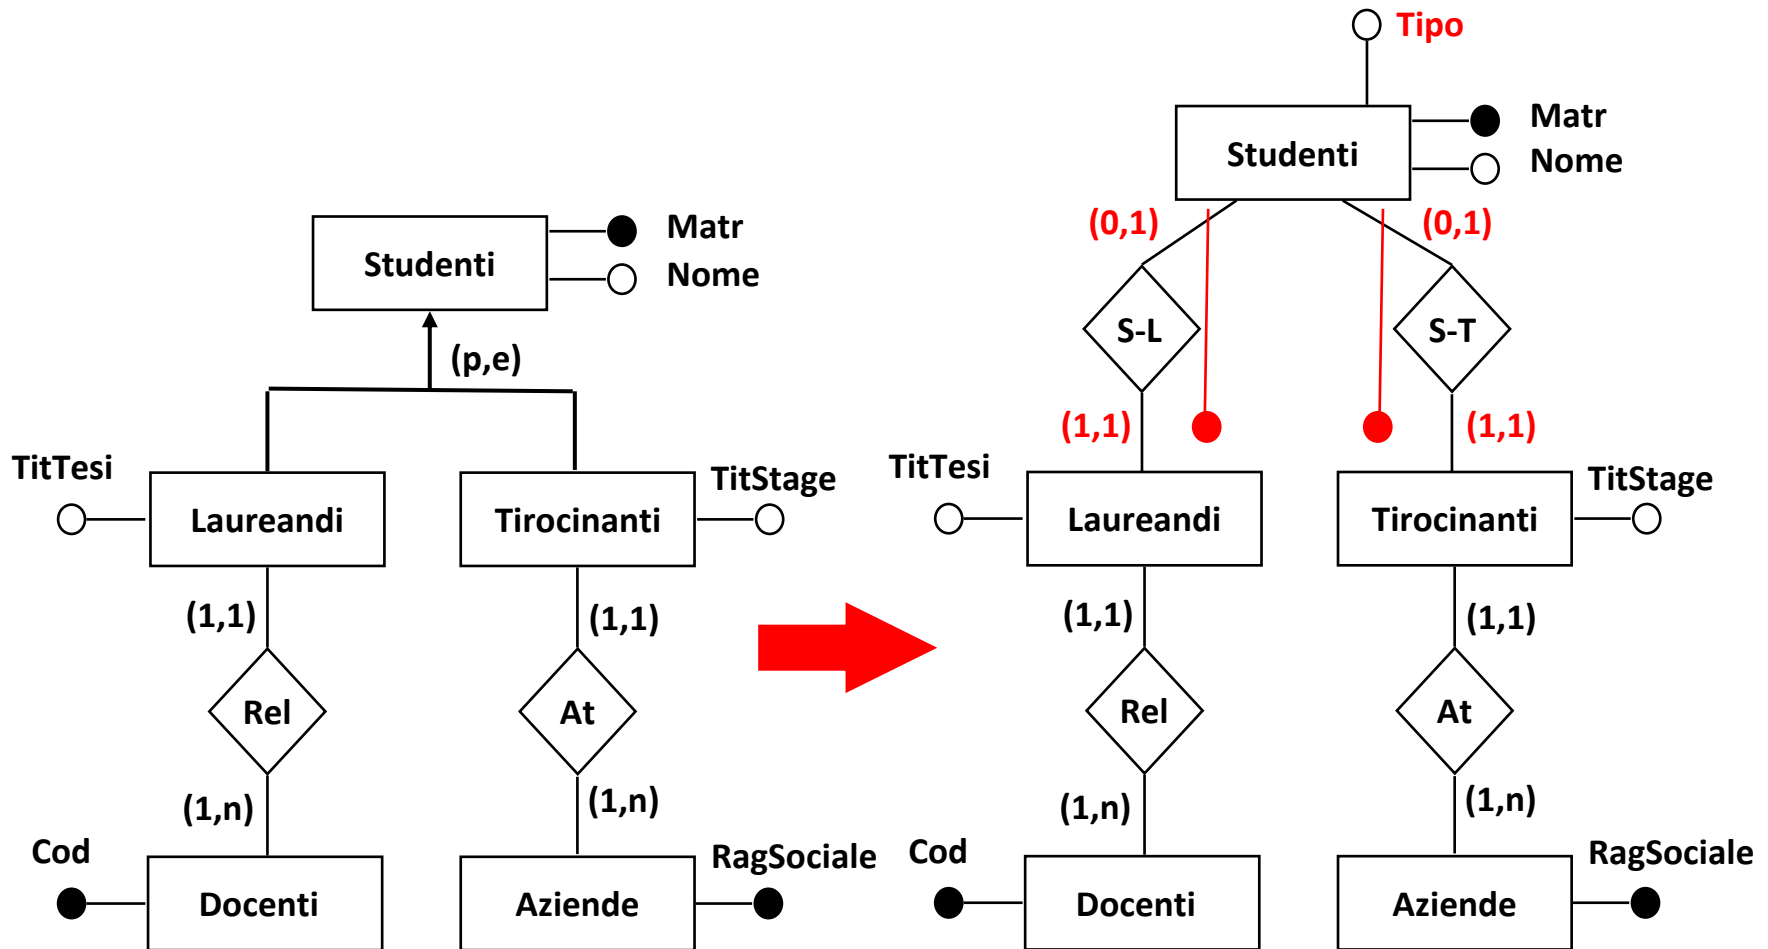 Studenti
Matr
Nome
(p,e)
TitTesi
Laureandi
Tirocinanti
TitStage
(1,1)
(1,1)
Rel
At
(1,n)
(1,n)
Cod
Docenti
Aziende
RagSociale
Tipo
Studenti
Matr
Nome
(0,1)
(0,1)
S-L
S-T
(1,1)
(1,1)
TitTesi
Laureandi
Tirocinanti
TitStage
(1,1)
(1,1)
Rel
At
(1,n)
(1,n)
Cod
Docenti
Aziende
RagSociale